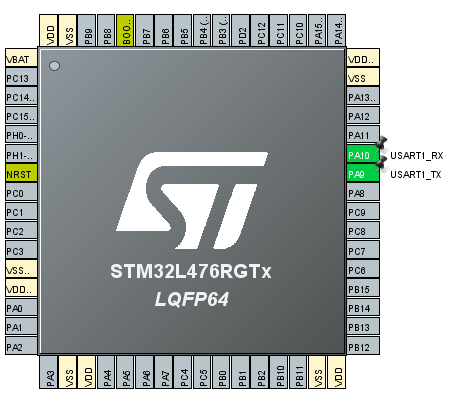 VDD
VSS
PB9
PB8
BOO..
PB7
PB6
PB5
PB4 (..
PB3 (..
PD2
PC12
PC11
PC10
PA15..
PA14..
VBAT
PC13
PC14..
PC15..
PH0-..
PH1-..
NRST
PC0
PC1
PC2
PC3
VSS..
VDD..
PA0
PA1
PA2
VDD..
VSS
PA13..
PA12
PA11
PA10 USART1_RX
PA9 USART1_TX
PA8
PC9
PC8
PC7
PC6
PB15
PB14
PB13
PB12
ST
STM32L476RGTx
LQFP64
PA3
VSS
VDD
PA4
PA5
PA6
PA7
PC4
PC5
PB0
PB1
PB2
PB10
PB11
VSS
VDD